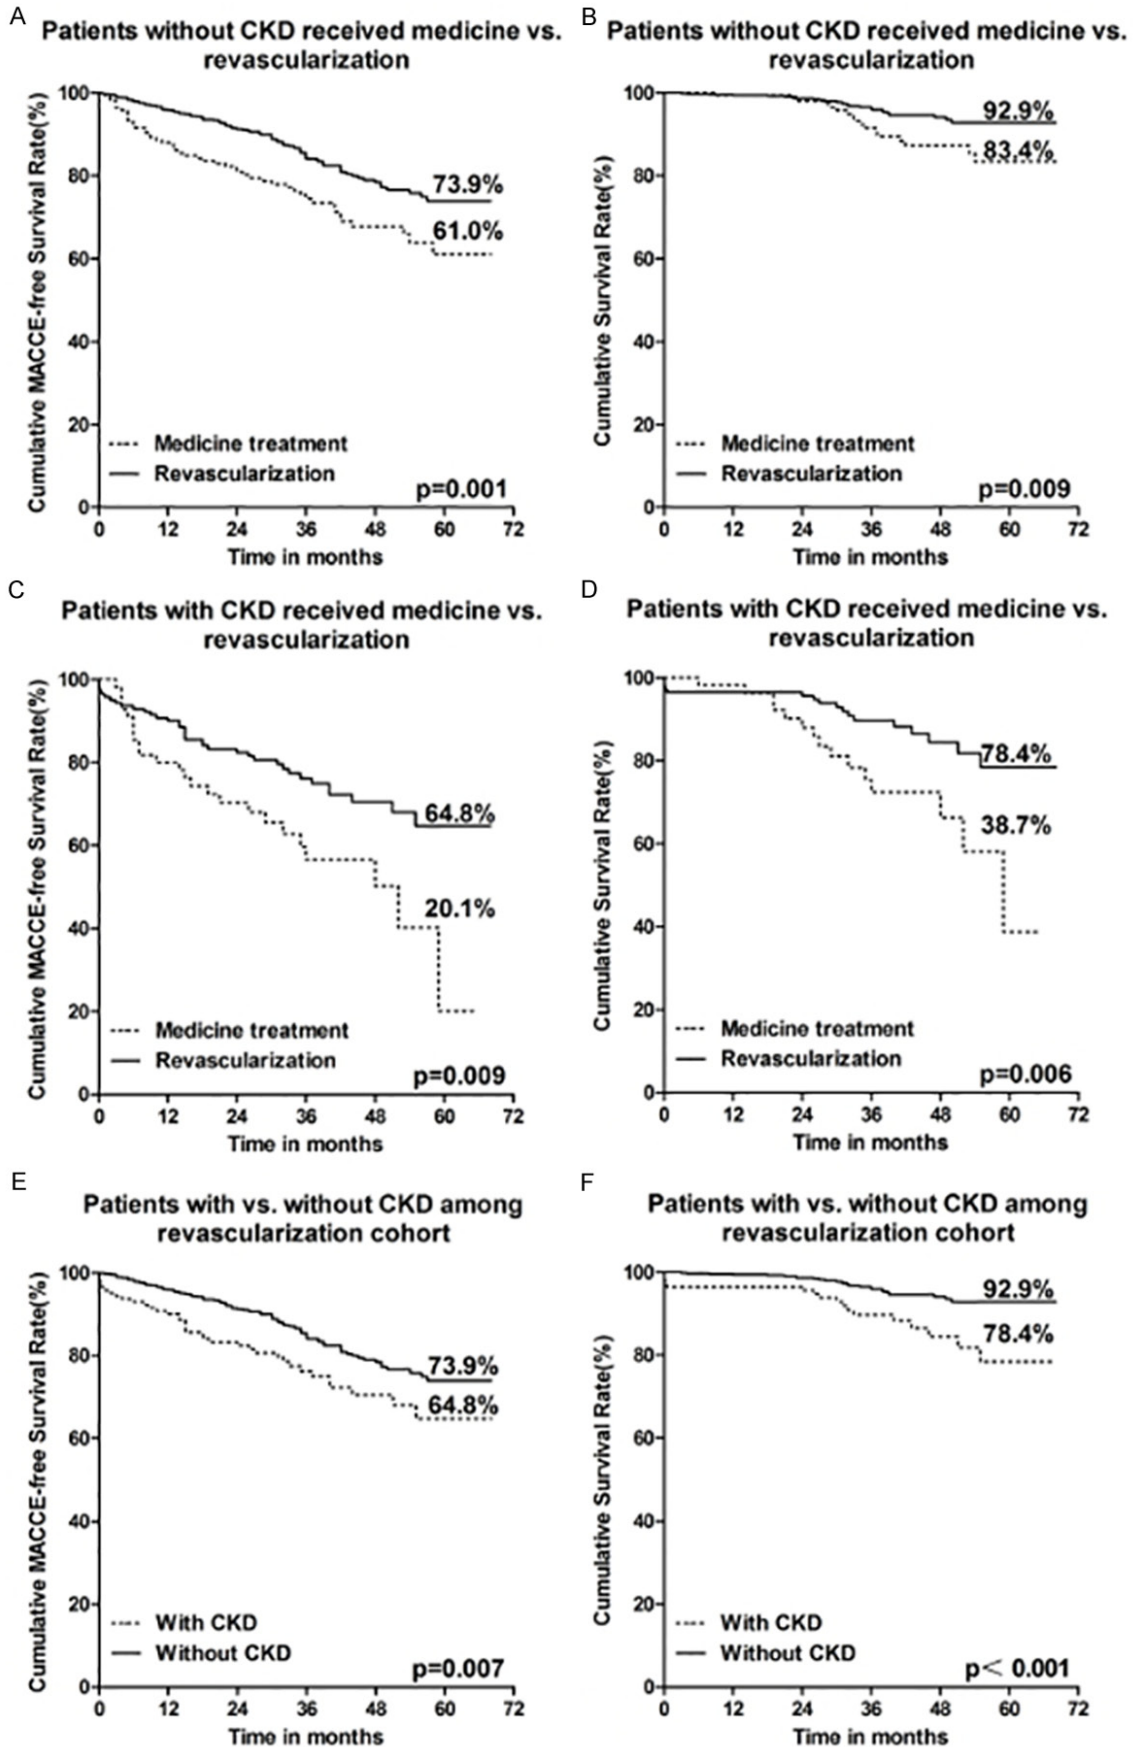 A
Patients without CKD received medicine vs.
revascularization
Cumulative MACCE-free Survival Rate(%)
100
80
60
40
20
0
73.9%
61.0%
Medicine treatment
Revascularization
p=0.001
0 12 24 36 48 60 72
Time in months
B
Patients without CKD received medicine vs.
revascularization
Cumulative Survival Rate(%)
100
80
60
40
20
0
92.9%
83.4%
Medicine treatment
Revascularization
p=0.009
0 12 24 36 48 60 72
Time in months
C
Patients with CKD received medicine vs.
revascularization
Cumulative MACCE-free Survival Rate(%)
100
80
60
40
20
0
64.8%
20.1%
Medicine treatment
Revascularization
p=0.009
0 12 24 36 48 60 72
Time in months
D
Patients with CKD received medicine vs.
revascularization
Cumulative Survival Rate(%)
100
80
60
40
20
0
78.4%
38.7%
Medicine treatment
Revascularization
p=0.006
0 12 24 36 48 60 72
Time in months
E
Patients with vs. without CKD among
revascularization cohort
Cumulative MACCE-free Survival Rate(%)
100
80
60
40
20
0
73.9%
64.8%
With CKD
Without CKD
p=0.007
0 12 24 36 48 60 72
Time in months
F
Patients with vs. without CKD among
revascularization cohort
Cumulative Survival Rate(%)
100
80
60
40
20
0
92.9%
78.4%
With CKD
Without CKD
p< 0.001
0 12 24 36 48 60 72
Time in months